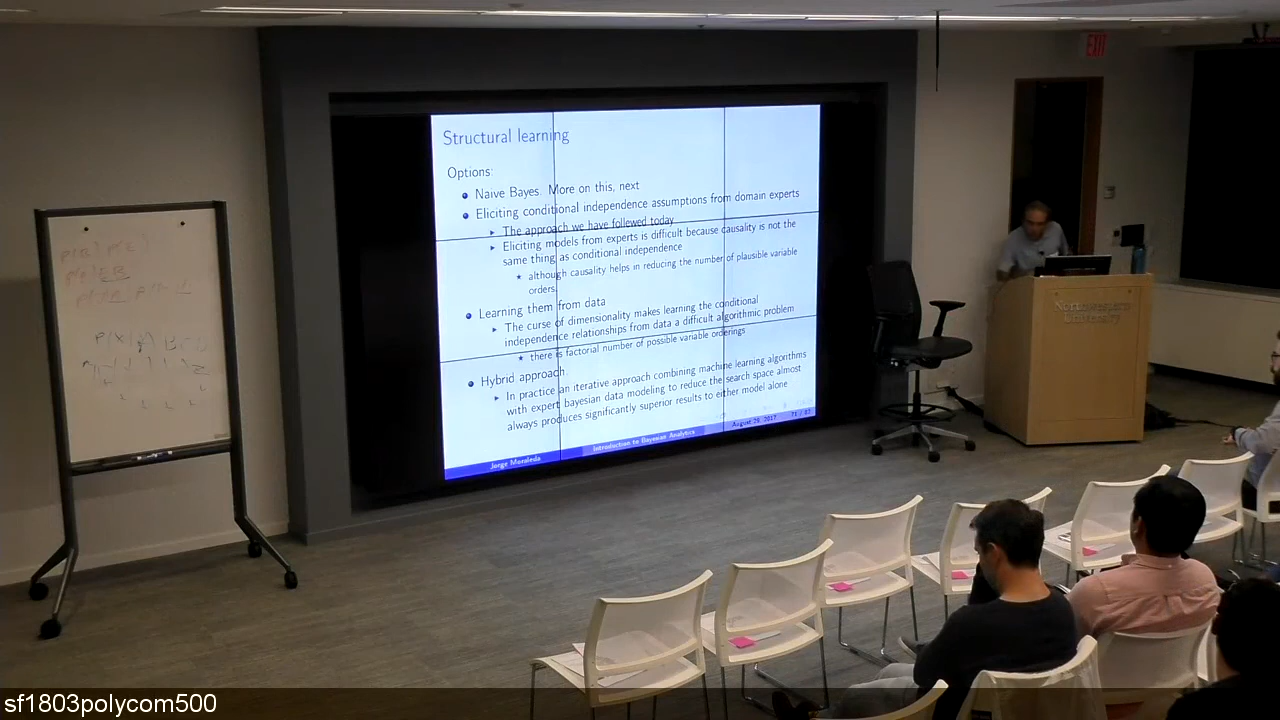 EXIT
Structural learning
Options:
Naive Bayes. More on this, next
Eliciting conditional independence assumptions from domain experts
The approach we have followed today
Eliciting models from experts is difficult because causality is not the
same thing as conditional independence
although causality helps in reducing the number of plausible variable
orders.
Learning them from data
The curse of dimensionality makes learning the conditional
independence relationships from data a difficult algorithmic problem
there is factorial number of possible variable orderings
Hybrid approach.
In practice an iterative approach combining machine learning algorithms
with expert bayesian data modeling to reduce the search space almost
always produces significantly superior results to either model alone
Jorge Moraleda
Introduction to Bayesian Analytics
August 29, 2017
71 / 87
Northwestern
University
sf1803polycom500